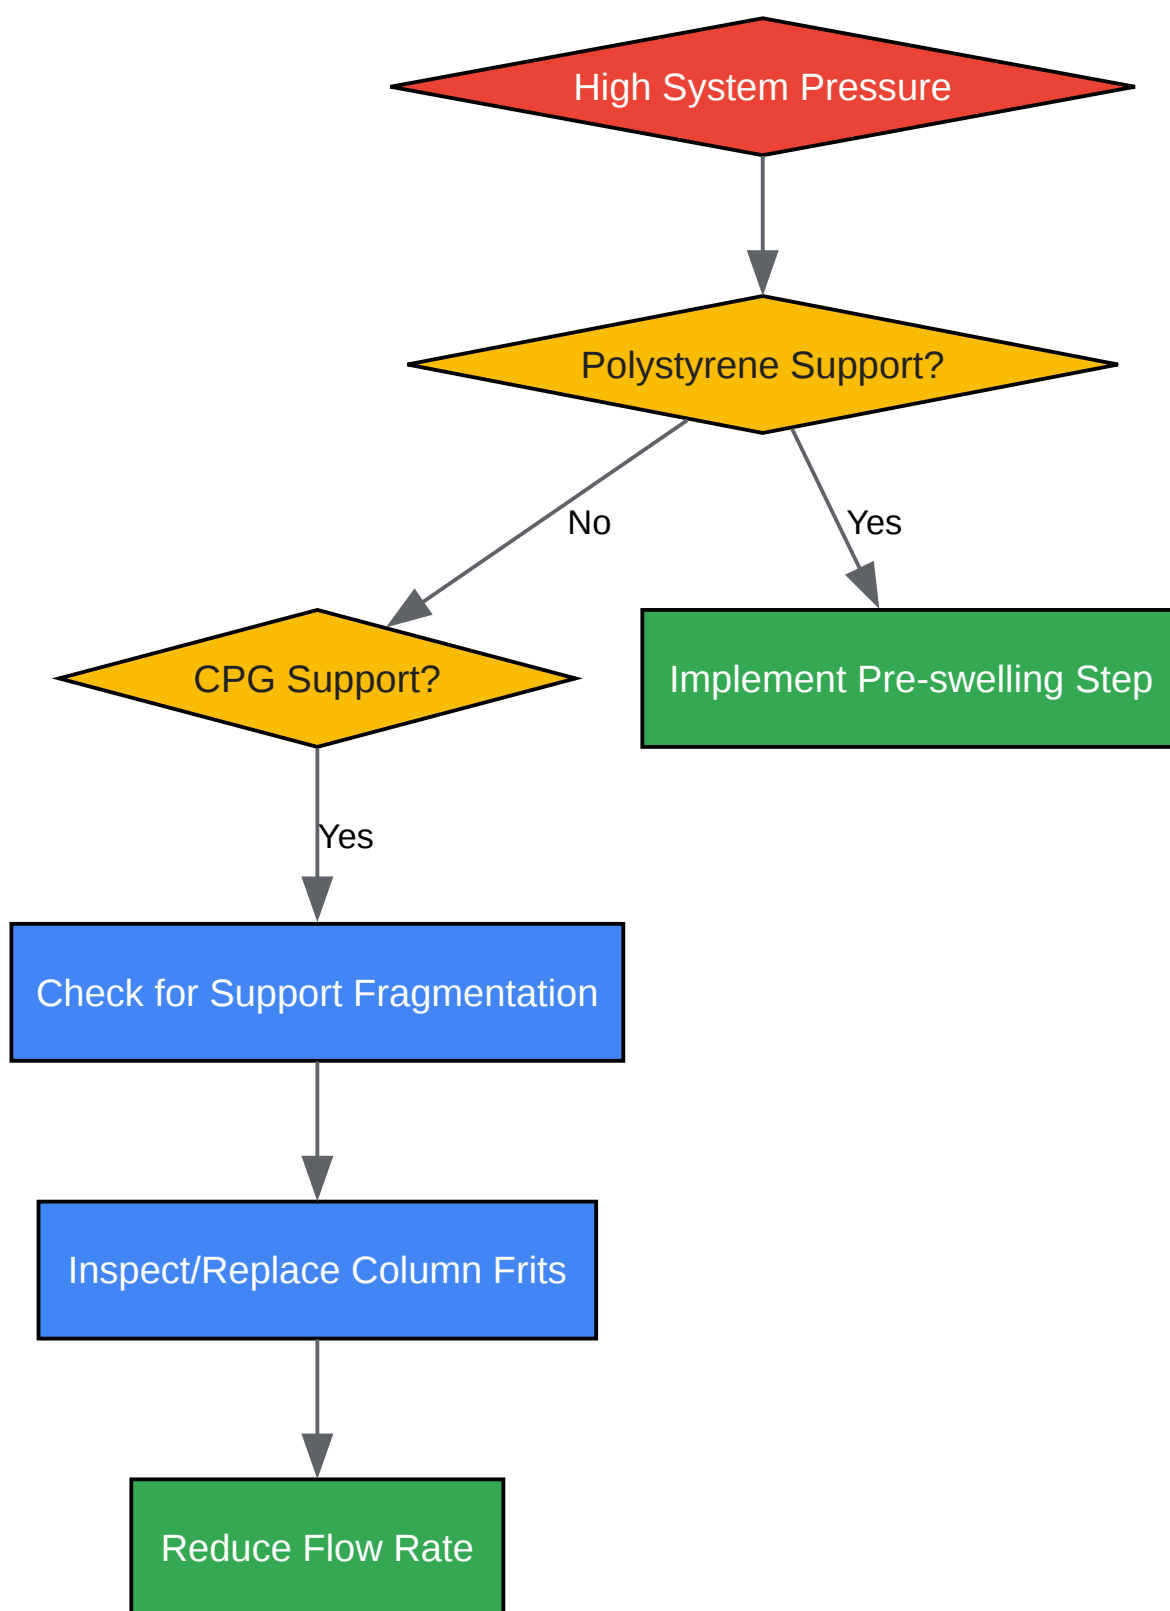 High System Pressure
Polystyrene Support?
No
Yes
CPG Support?
Implement Pre-swelling Step
Yes
Check for Support Fragmentation
Inspect/Replace Column Frits
Reduce Flow Rate